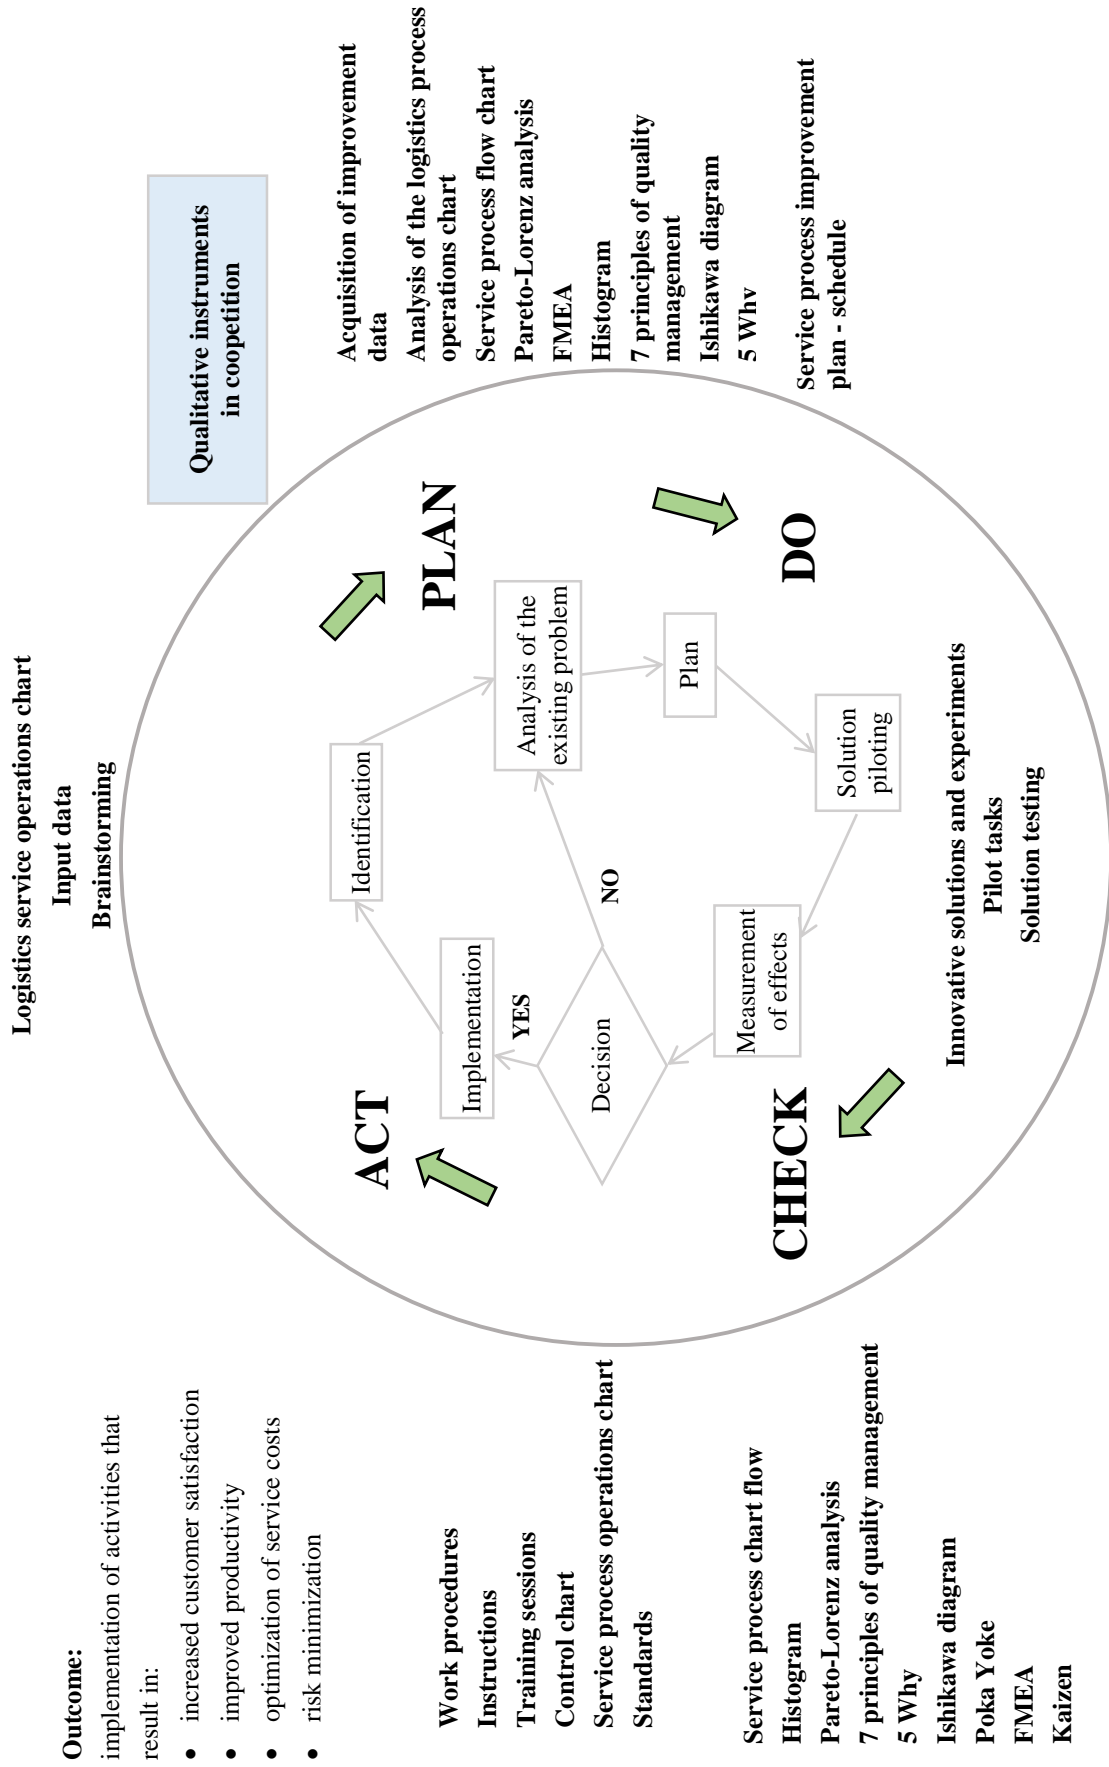 Logistics service operations chart
Input data
Brainstorming
Qualitative instruments
in coopetition
Outcome:
implementation of activities that
result in:
• increased customer satisfaction
• improved productivity
• optimization of service costs
• risk minimization
Acquisition of improvement
data
Analysis of the logistics process
operations chart
Service process flow chart
Pareto-Lorenz analysis
FMEA
Histogram
7 principles of quality
management
Ishikawa diagram
5 Whv
Service process improvement
plan - schedule
ACT
PLAN
Identification
Implementation
YES
Analysis of the
existing problem
NO
Decision
Plan
Measurement
of effects
Solution
piloting
CHECK
DO
Work procedures
Instructions
Training sessions
Control chart
Service process operations chart
Standards
Service process chart flow
Histogram
Pareto-Lorenz analysis
7 principles of quality management
5 Why
Ishikawa diagram
Poka Yoke
FMEA
Kaizen
Innovative solutions and experiments
Pilot tasks
Solution testing